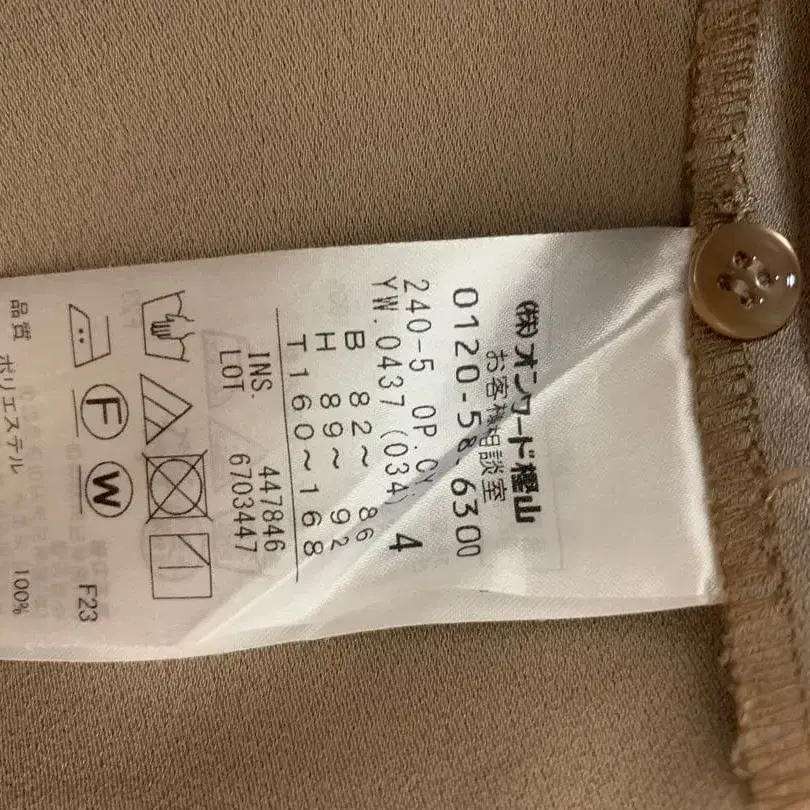 (株)オンワード樫山
お客様相談室
0120-58-6300
240-5 OP.CY.
YW.0437(034) 4
B 82~ 86
H 89~ 92
T160~168
INS. 447846
LOT 6703447
F W
F23
品質 ポリエステル 100%